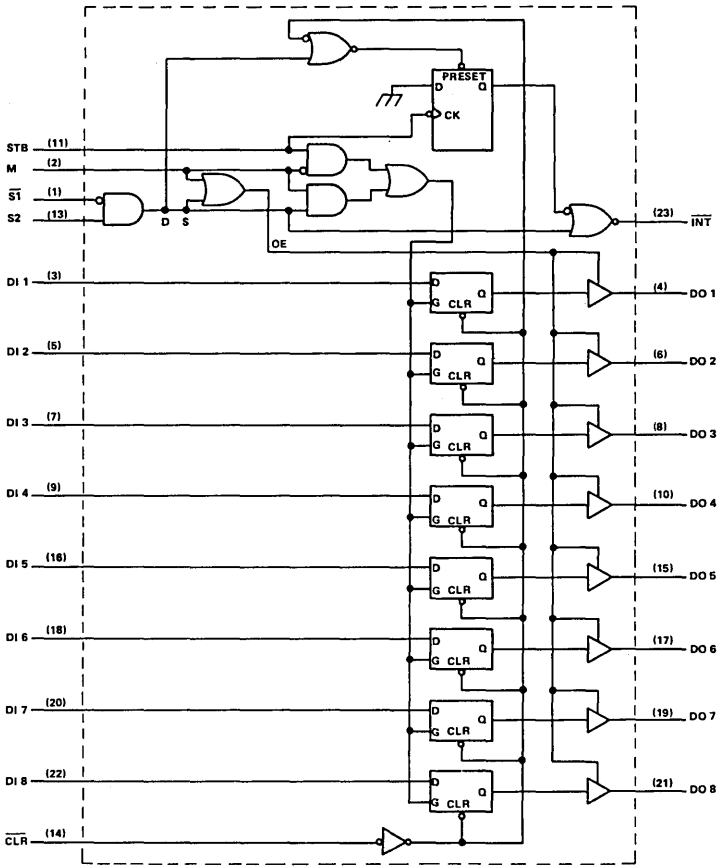 PRESET
D Q
CK
STB (11)
M (2)
S1 (1)
S2 (13)
D S
OE
(23) INT
DI 1 (3)
D Q
G CLR
(4) DO 1
DI 2 (5)
D Q
G CLR
(6) DO 2
DI 3 (7)
D Q
G CLR
(8) DO 3
DI 4 (9)
D Q
G CLR
(10) DO 4
DI 5 (16)
D Q
G CLR
(15) DO 5
DI 6 (18)
D Q
G CLR
(17) DO 6
DI 7 (20)
D Q
G CLR
(19) DO 7
DI 8 (22)
D Q
G CLR
(21) DO 8
CLR (14)